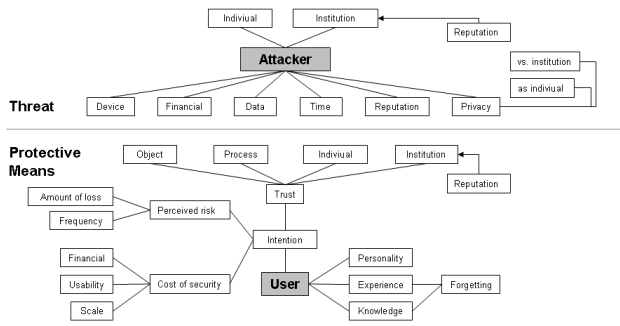 Indiviual
Institution
Reputation
Attacker
vs. institution
as indiviual
Threat
Device
Financial
Data
Time
Reputation
Privacy
Protective
Means
Object
Process
Indiviual
Institution
Reputation
Trust
Amount of loss
Frequency
Perceived risk
Intention
Financial
Usability
Scale
Cost of security
User
Personality
Experience
Knowledge
Forgetting